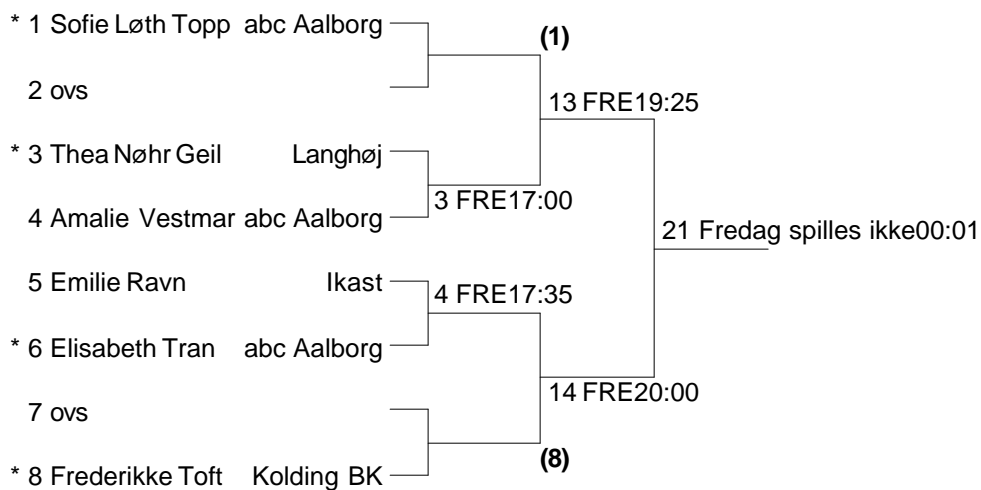 * 1 Sofie Løth Topp abc Aalborg
(1)
2 ovs
13 FRE19:25
* 3 Thea Nøhr Geil Langhøj
3 FRE17:00
4 Amalie Vestmar abc Aalborg
21 Fredag spilles ikke00:01
5 Emilie Ravn Ikast
4 FRE17:35
* 6 Elisabeth Tran abc Aalborg
14 FRE20:00
7 ovs
(8)
* 8 Frederikke Toft Kolding BK